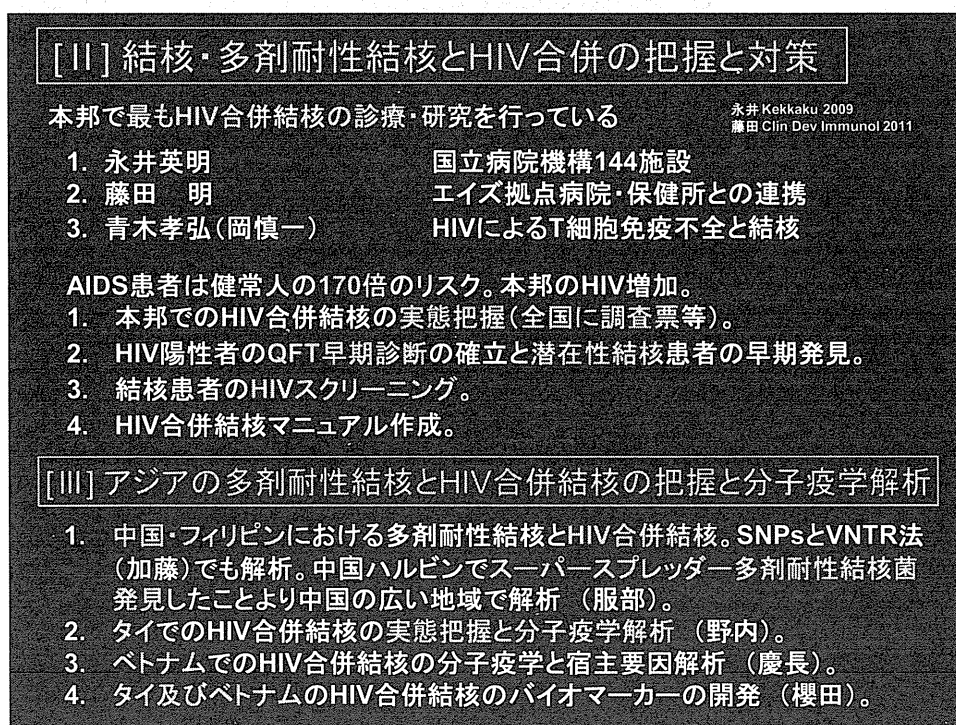 [II] 結核・多剤耐性結核とHIV合併の把握と対策
本邦で最もHIV合併結核の診療・研究を行っている
永井 Kekkaku 2009
藤田 Clin Dev Immunol 2011
1. 永井英明 国立病院機構144施設
2. 藤田 明 エイズ拠点病院・保健所との連携
3. 青木孝弘(岡慎一) HIVによるT細胞免疫不全と結核
AIDS患者は健常人の170倍のリスク。本邦のHIV増加。
1. 本邦でのHIV合併結核の実態把握(全国に調査票等)。
2. HIV陽性者のQFT早期診断の確立と潜在性結核患者の早期発見。
3. 結核患者のHIVスクリーニング。
4. HIV合併結核マニュアル作成。
[III] アジアの多剤耐性結核とHIV合併結核の把握と分子疫学解析
1. 中国・フィリピンにおける多剤耐性結核とHIV合併結核。SNPsとVNTR法
(加藤)でも解析。中国ハルビンでスーパースプレッダー多剤耐性結核菌
発見したことより中国の広い地域で解析 (服部)。
2. タイでのHIV合併結核の実態把握と分子疫学解析 (野内)。
3. ベトナムでのHIV合併結核の分子疫学と宿主要因解析 (慶長)。
4. タイ及びベトナムのHIV合併結核のバイオマーカーの開発 (櫻田)。